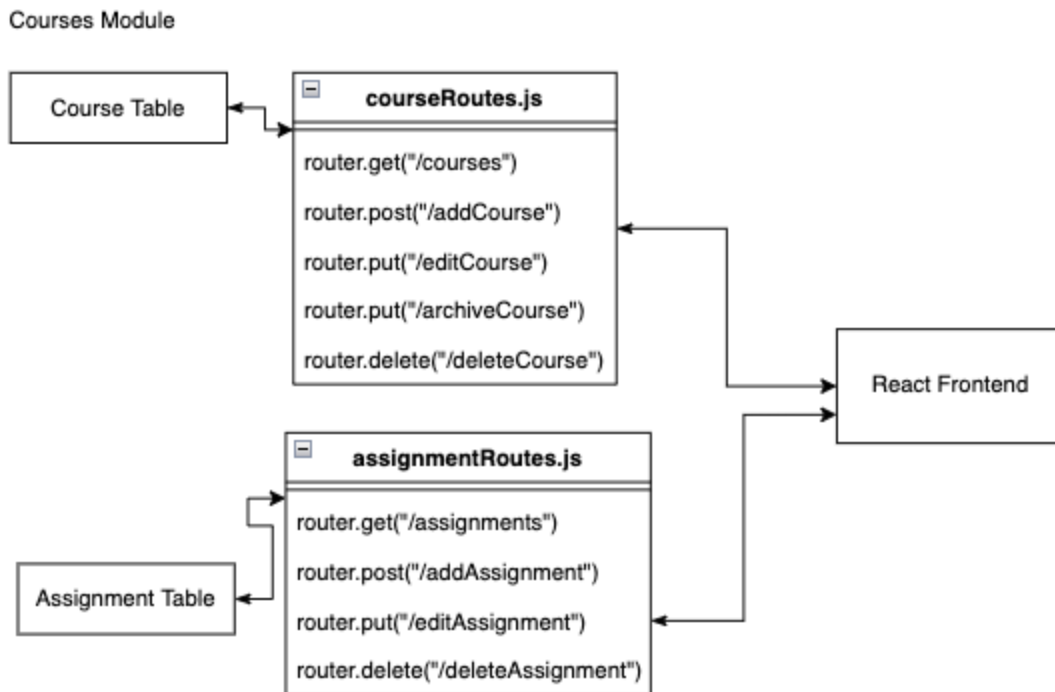 Courses Module
Course Table
courseRoutes.js
router.get("/courses")
router.post("/addCourse")
router.put("/editCourse")
router.put("/archiveCourse")
router.delete("/deleteCourse")
React Frontend
assignmentRoutes.js
router.get("/assignments")
router.post("/addAssignment")
router.put("/editAssignment")
router.delete("/deleteAssignment")
Assignment Table